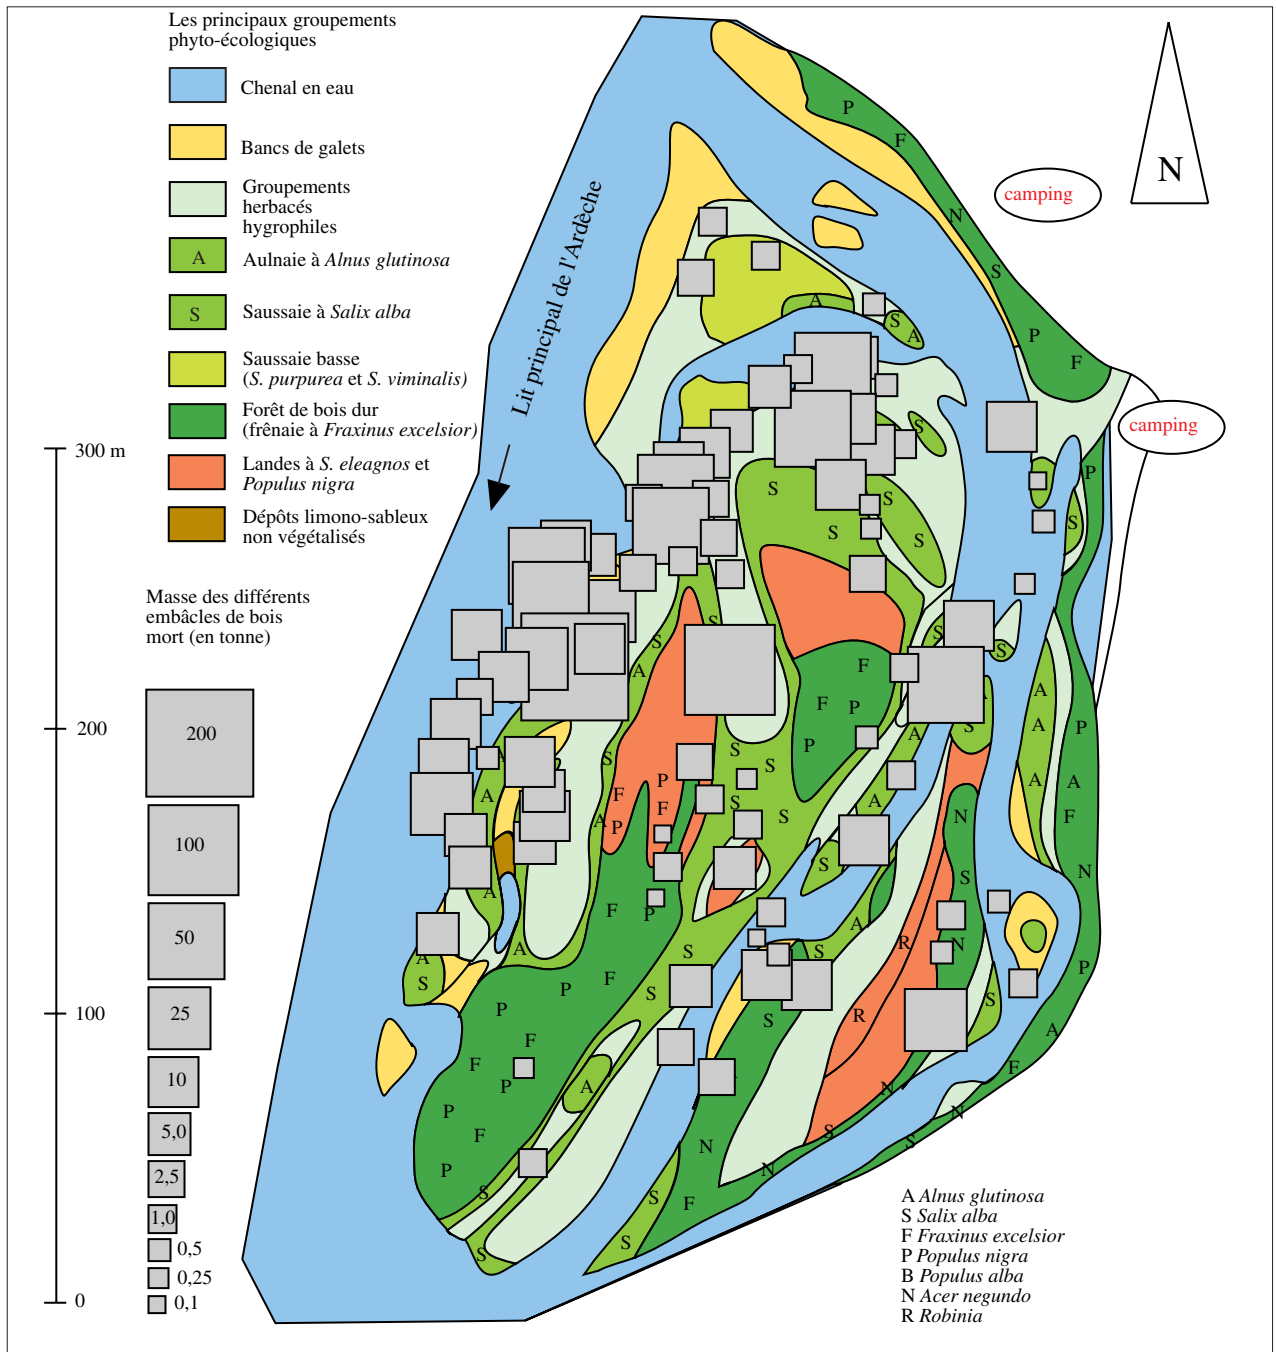 Les principaux groupements
phyto-écologiques
Chenal en eau
Bancs de galets
Groupements
herbacés
hygrophiles
A
Aulnaie à Alnus glutinosa
S
Saussaie à Salix alba
Saussaie basse
(S. purpurea et S. viminalis)
Forêt de bois dur
(frênaie à Fraxinus excelsior)
Landes à S. eleagnos et
Populus nigra
Dépôts limono-sableux
non végétalisés
Masse des différents
embâcles de bois
mort (en tonne)
200
100
50
25
10
5,0
2,5
1,0
0,5
0,25
0,1
300 m
200
100
0
Lit principal de l'Ardèche
N
camping
camping
A Alnus glutinosa
S Salix alba
F Fraxinus excelsior
P Populus nigra
B Populus alba
N Acer negundo
R Robinia